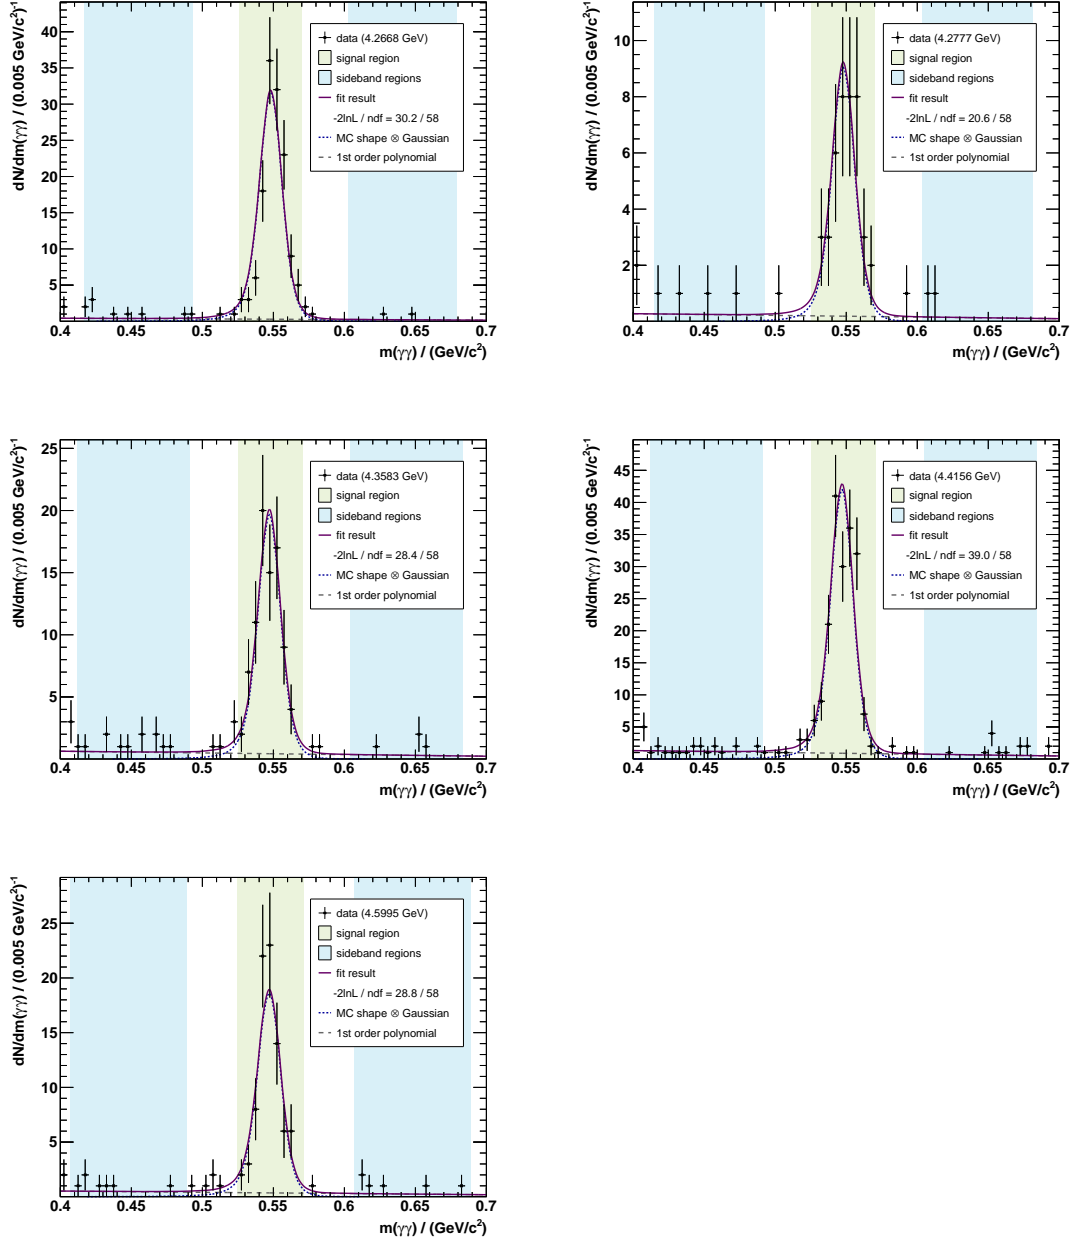 dN/dm(γγ) / (0.005 GeV/c²)⁻¹
40
35
30
25
20
15
10
5
data (4.2668 GeV)
signal region
sideband regions
fit result
-2lnL / ndf = 30.2 / 58
MC shape ⊗ Gaussian
1st order polynomial
0.4 0.45 0.5 0.55 0.6 0.65 0.7
m(γγ) / (GeV/c²)
dN/dm(γγ) / (0.005 GeV/c²)⁻¹
10
8
6
4
2
data (4.2777 GeV)
signal region
sideband regions
fit result
-2lnL / ndf = 20.6 / 58
MC shape ⊗ Gaussian
1st order polynomial
0.4 0.45 0.5 0.55 0.6 0.65 0.7
m(γγ) / (GeV/c²)
dN/dm(γγ) / (0.005 GeV/c²)⁻¹
25
20
15
10
5
data (4.3583 GeV)
signal region
sideband regions
fit result
-2lnL / ndf = 28.4 / 58
MC shape ⊗ Gaussian
1st order polynomial
0.4 0.45 0.5 0.55 0.6 0.65 0.7
m(γγ) / (GeV/c²)
dN/dm(γγ) / (0.005 GeV/c²)⁻¹
45
40
35
30
25
20
15
10
5
data (4.4156 GeV)
signal region
sideband regions
fit result
-2lnL / ndf = 39.0 / 58
MC shape ⊗ Gaussian
1st order polynomial
0.4 0.45 0.5 0.55 0.6 0.65 0.7
m(γγ) / (GeV/c²)
dN/dm(γγ) / (0.005 GeV/c²)⁻¹
25
20
15
10
5
data (4.5995 GeV)
signal region
sideband regions
fit result
-2lnL / ndf = 28.8 / 58
MC shape ⊗ Gaussian
1st order polynomial
0.4 0.45 0.5 0.55 0.6 0.65 0.7
m(γγ) / (GeV/c²)